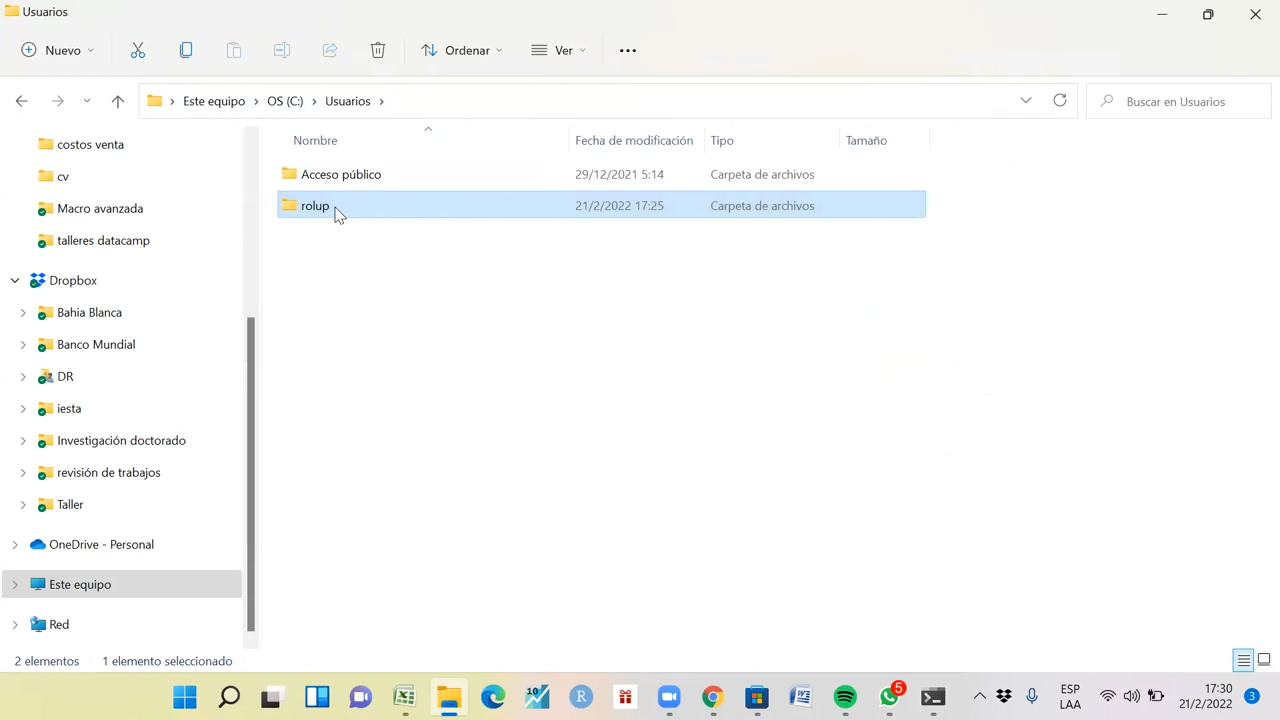 Usuarios
Nuevo
Ordenar
Ver
Este equipo > OS (C:) > Usuarios >
Buscar en Usuarios
costos venta
cv
Macro avanzada
talleres datacamp
Dropbox
Bahia Blanca
Banco Mundial
DR
iesta
Investigación doctorado
revisión de trabajos
Taller
OneDrive - Personal
Este equipo
Red
Nombre Fecha de modificación Tipo Tamaño
Acceso público 29/12/2021 5:14 Carpeta de archivos
rolup 21/2/2022 17:25 Carpeta de archivos
2 elementos 1 elemento seleccionado
10
R
5
ESP
LAA
17:30
21/2/2022
3